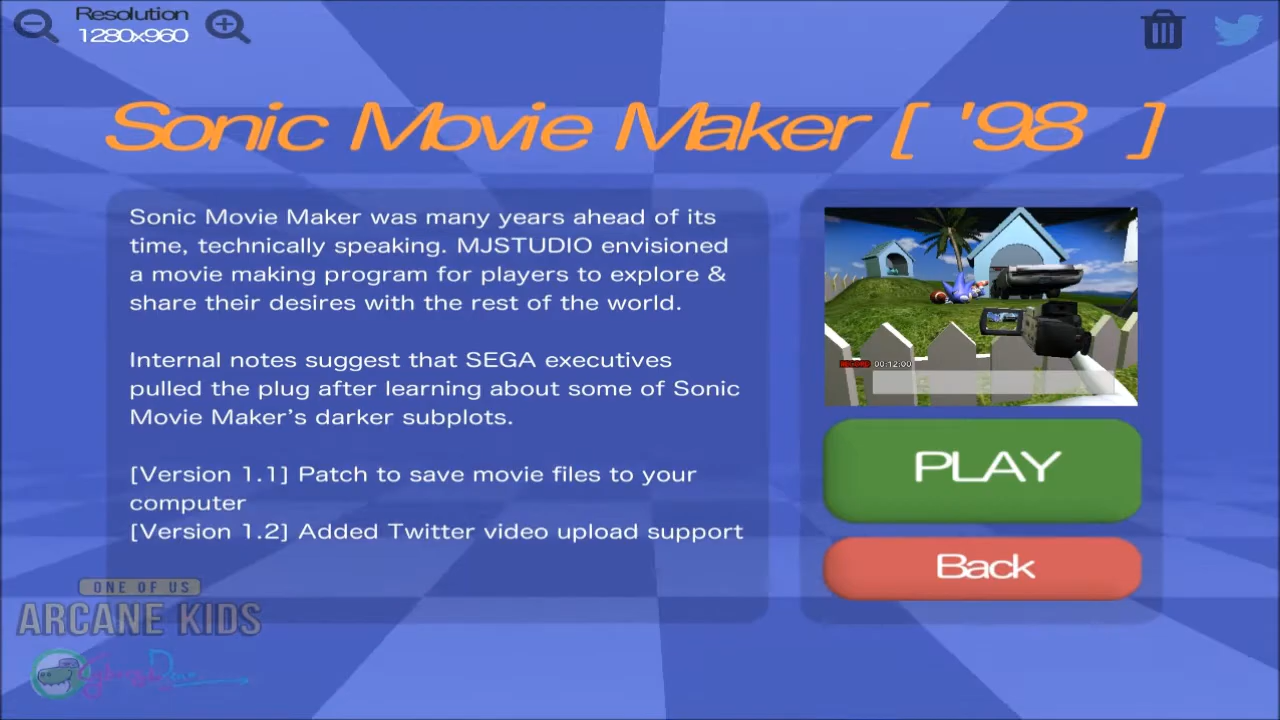 Resolution
1280x960
Sonic Movie Maker [ '98 ]
Sonic Movie Maker was many years ahead of its
time, technically speaking. MJSTUDIO envisioned
a movie making program for players to explore &
share their desires with the rest of the world.
Internal notes suggest that SEGA executives
pulled the plug after learning about some of Sonic
Movie Maker’s darker subplots.
[Version 1.1] Patch to save movie files to your
computer
[Version 1.2] Added Twitter video upload support
00:12:00
PLAY
Back
ONE OF US
ARCANE KIDS